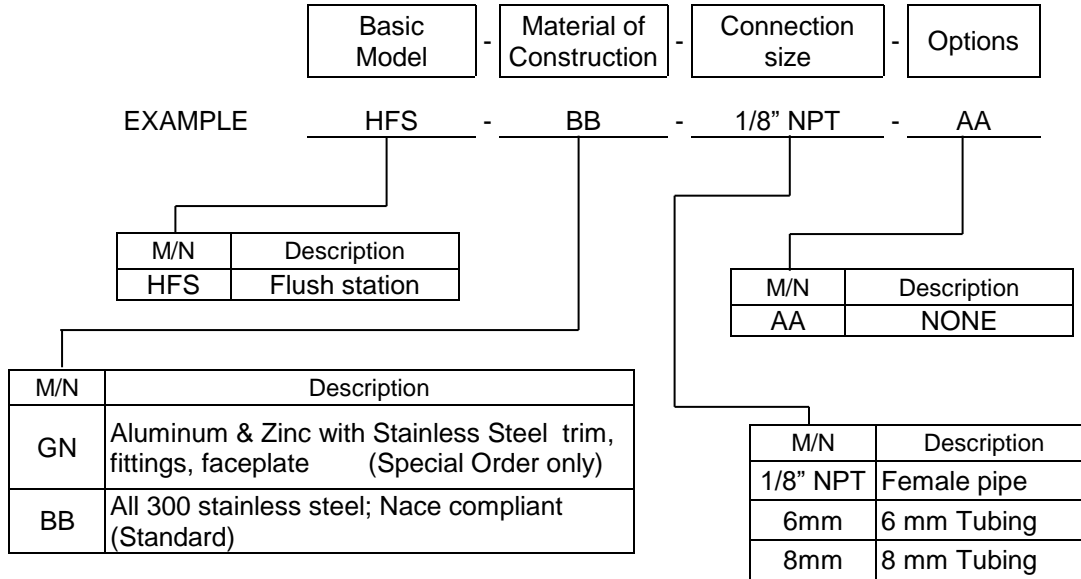 Basic Model - Material of Construction - Connection size - Options
EXAMPLE HFS - BB - 1/8” NPT - AA
M/N Description
HFS Flush station
M/N Description
AA NONE
M/N Description
GN Aluminum & Zinc with Stainless Steel trim,
fittings, faceplate (Special Order only)
BB All 300 stainless steel; Nace compliant
(Standard)
M/N Description
1/8” NPT Female pipe
6mm 6 mm Tubing
8mm 8 mm Tubing